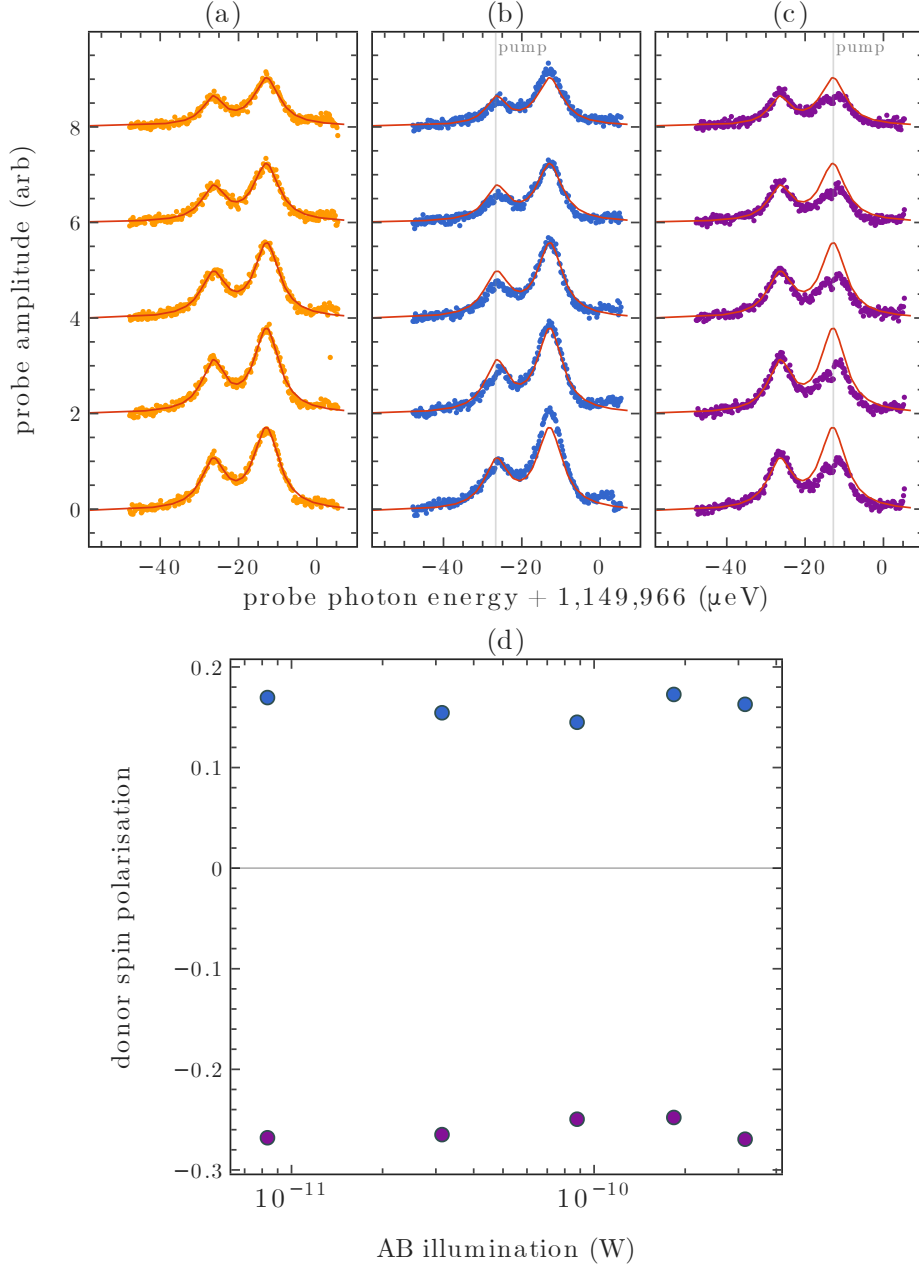 (a) (b) (c)
pump pump
probe amplitude (arb)
8
6
4
2
0
−40 −20 0 −40 −20 0 −40 −20 0
probe photon energy + 1,149,966 (μeV)
(d)
donor spin polarisation
0.2
0.1
0
−0.1
−0.2
−0.3
10⁻¹¹ 10⁻¹⁰
AB illumination (W)